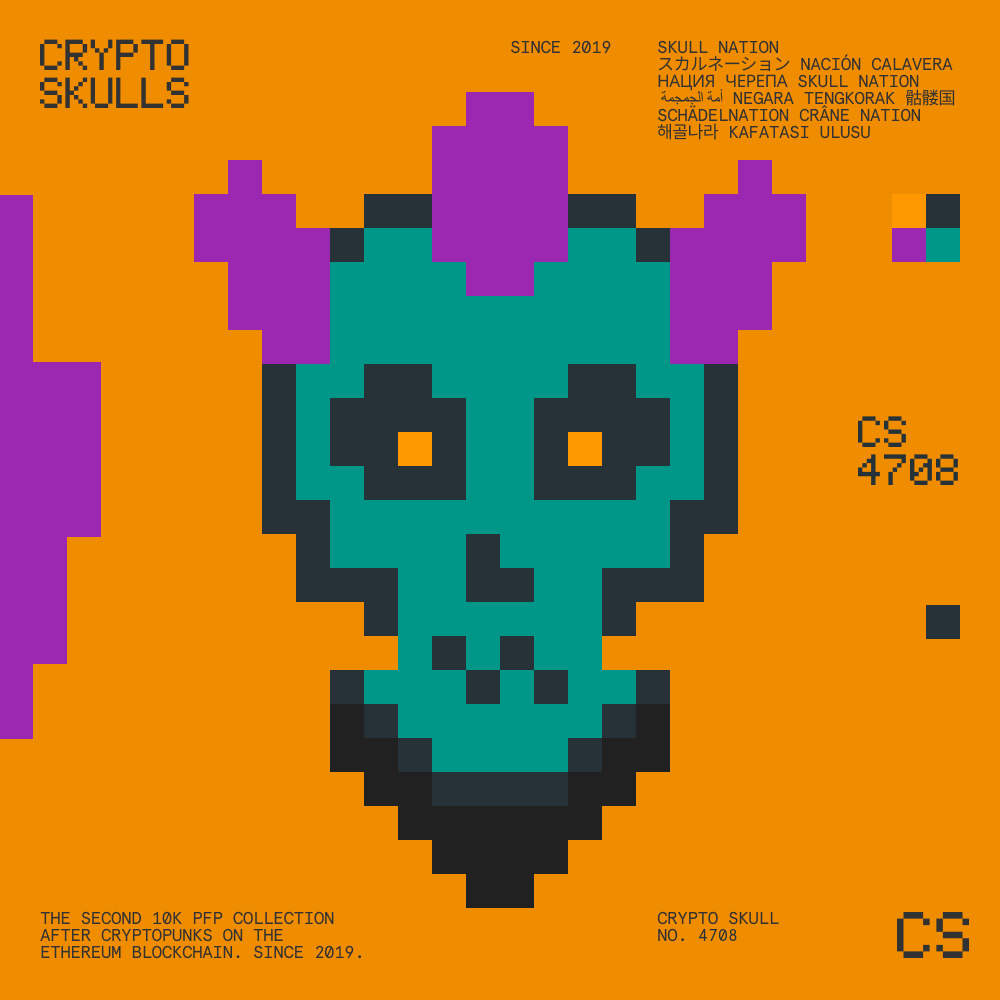 CRYPTO
SKULLS
SINCE 2019
SKULL NATION
スカルネーション NACIÓN CALAVERA
НАЦИЯ ЧЕРЕПА SKULL NATION
أمة الجمجمة NEGARA TENGKORAK 骷髅国
SCHÄDELNATION CRÂNE NATION
해골나라 KAFATASI ULUSU
CS
4708
THE SECOND 10K PFP COLLECTION
AFTER CRYPTOPUNKS ON THE
ETHEREUM BLOCKCHAIN. SINCE 2019.
CRYPTO SKULL
NO. 4708
CS